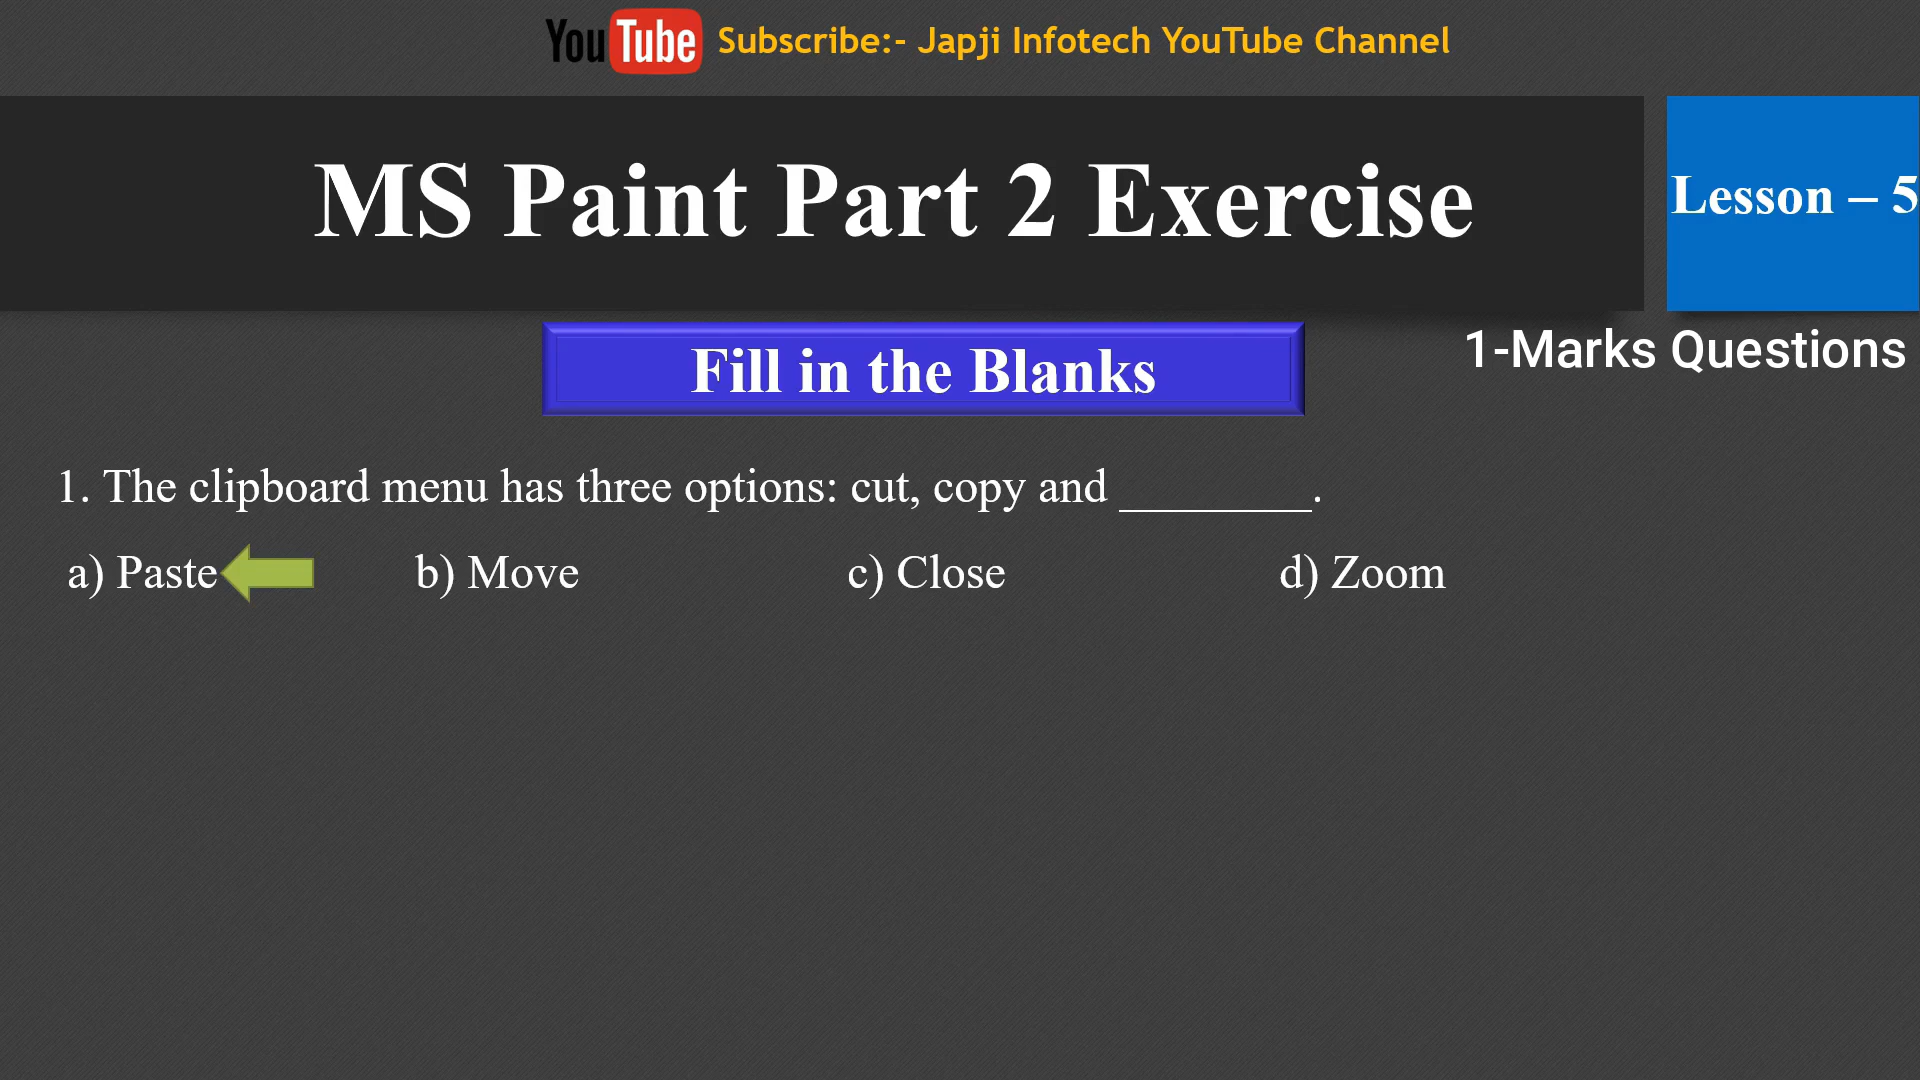 YouTube Subscribe:- Japji Infotech YouTube Channel
MS Paint Part 2 Exercise
Lesson – 5
Fill in the Blanks
1-Marks Questions
1. The clipboard menu has three options: cut, copy and ________.
a) Paste b) Move c) Close d) Zoom